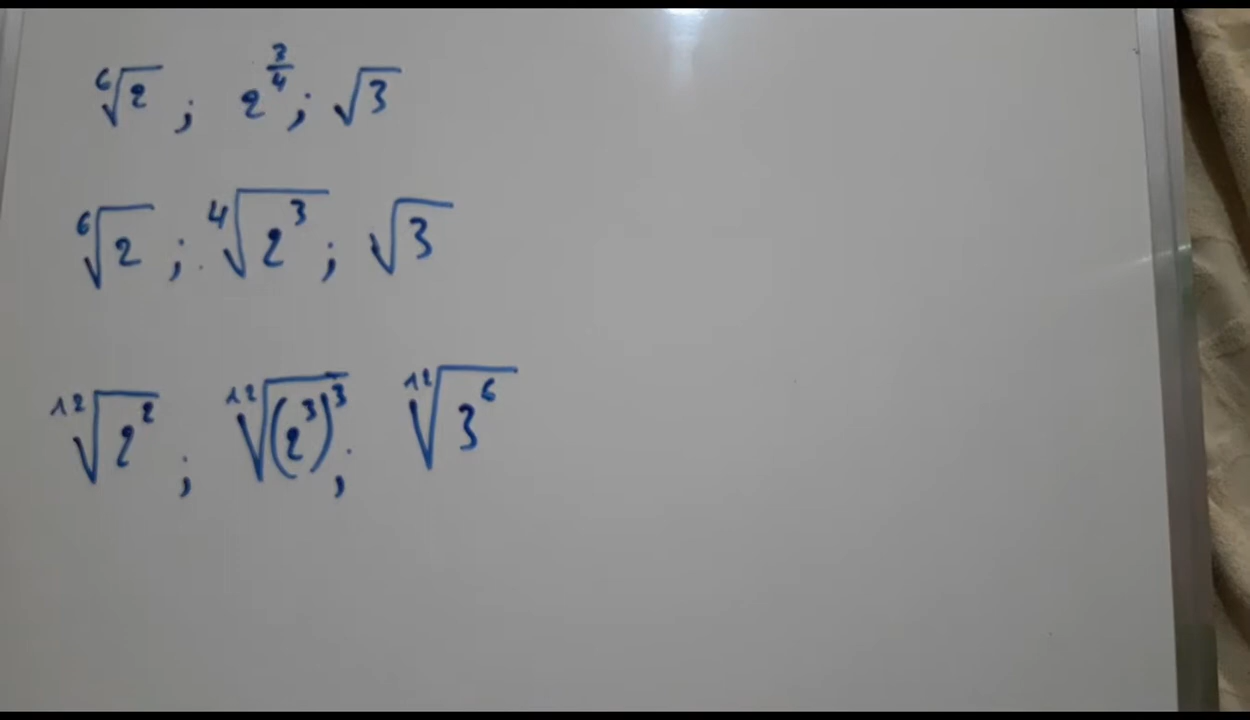 ⁶√2 ; 2^(3/4) ; √3
⁶√2 ; ⁴√(2³) ; √3
¹²√(2²) ; ¹²√((2³)³) ; ¹²√(3⁶)